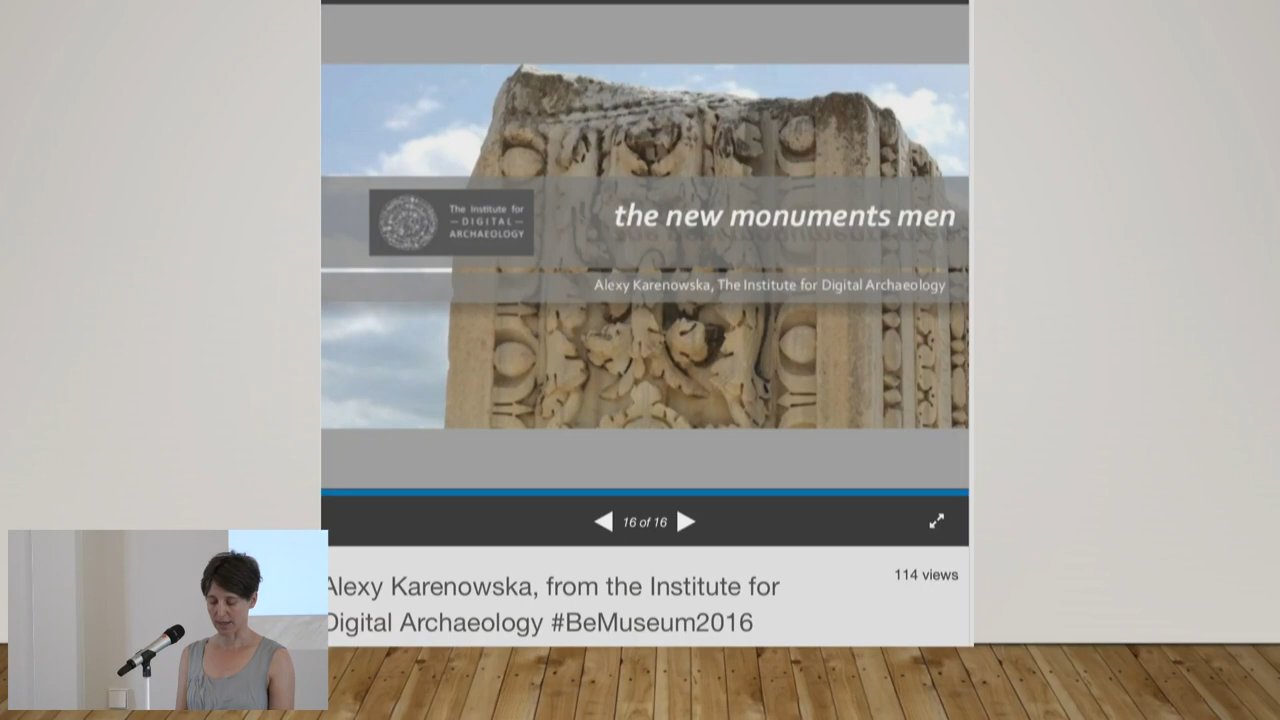 The Institute for
— DIGITAL —
ARCHAEOLOGY
the new monuments men
Alexy Karenowska, The Institute for Digital Archaeology
16 of 16
114 views
Alexy Karenowska, from the Institute for
Digital Archaeology #BeMuseum2016